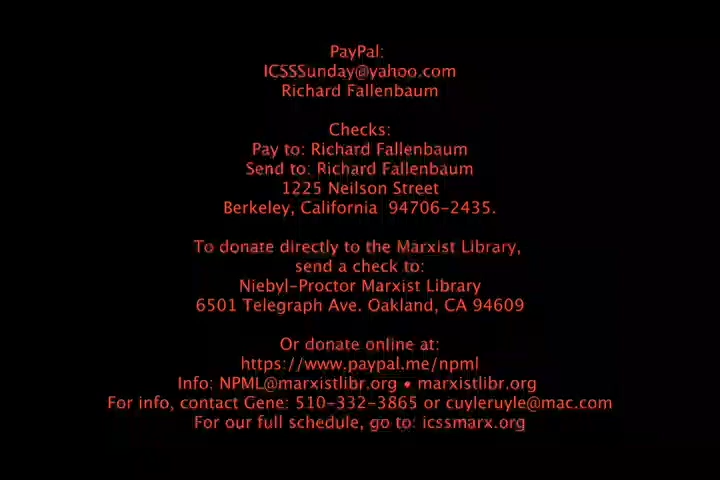 PayPal:
ICSSSunday@yahoo.com
Richard Fallenbaum
Checks:
Pay to: Richard Fallenbaum
Send to: Richard Fallenbaum
1225 Neilson Street
Berkeley, California  94706-2435.
To donate directly to the Marxist Library,
send a check to:
Niebyl-Proctor Marxist Library
6501 Telegraph Ave. Oakland, CA 94609
Or donate online at:
https://www.paypal.me/npml
Info: NPML@marxistlibr.org • marxistlibr.org
For info, contact Gene: 510-332-3865 or cuyleruyle@mac.com
For our full schedule, go to: icssmarx.org